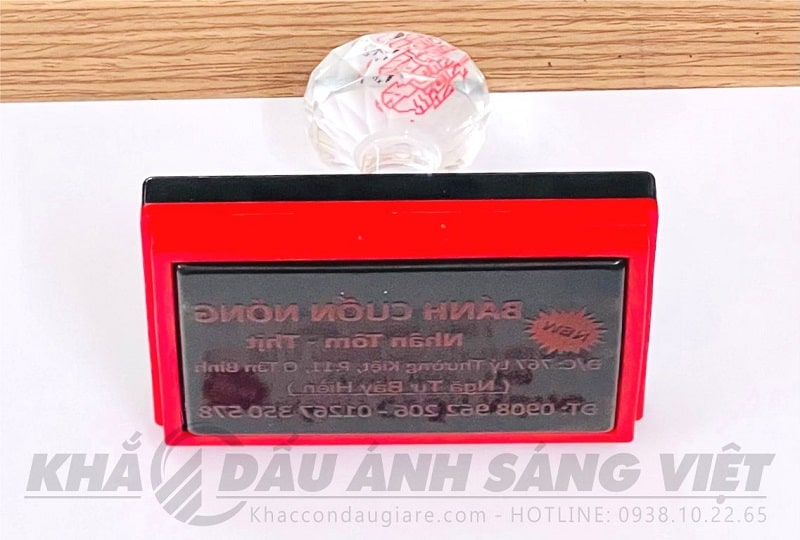 NEW
BÁNH CUỐN NÓNG
Nhân Tôm - Thịt
Đ/C: 767 Lý Thường Kiệt, P.11, Q Tân Bình
( Ngã Tư Bảy Hiền )
ĐT: 0908 962 206 - 01267 350 578
KHẮC DẤU ÁNH SÁNG VIỆT
Khaccondaugiare.com - HOTLINE: 0938.10.22.65